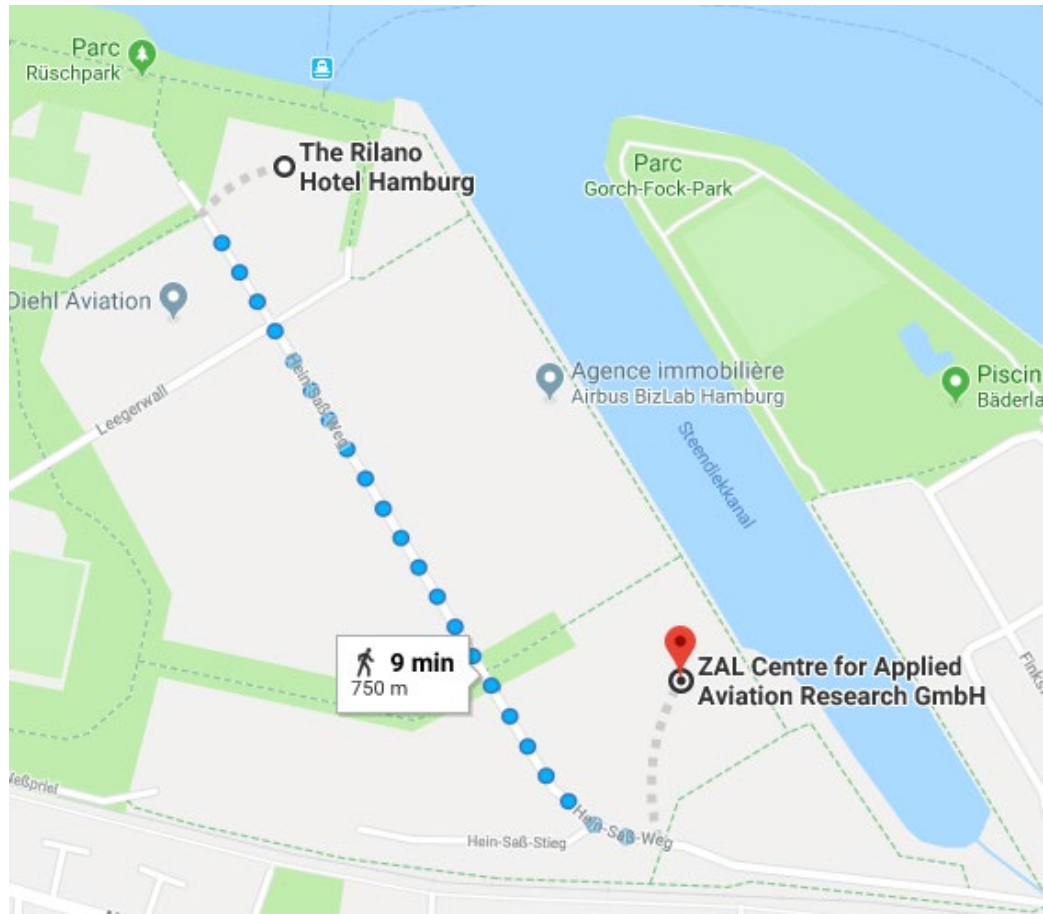 Parc
Rüschpark
The Rilano
Hotel Hamburg
Parc
Gorch-Fock-Park
Diehl Aviation
Agence immobilière
Airbus BizLab Hamburg
Piscin
Bäderla
Hein-Saß-Weg
Leegerwall
Steendiekkanal
9 min
750 m
ZAL Centre for Applied
Aviation Research GmbH
Neßpriel
Hein-Saß-Stieg
Hein-Saß-Weg